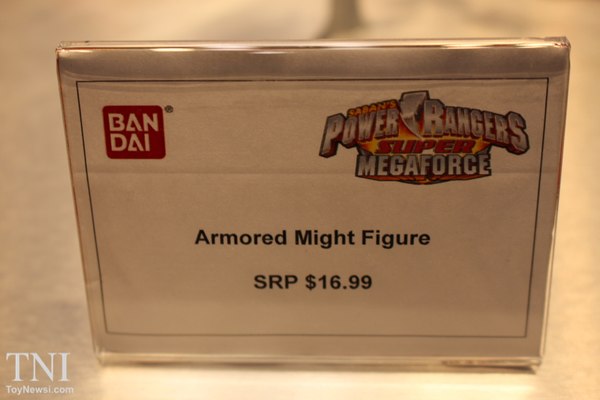 BAN
DAI
®
SABAN'S
POWER RANGERS
SUPER
MEGAFORCE
Armored Might Figure
SRP $16.99
TNI
ToyNewsi.com